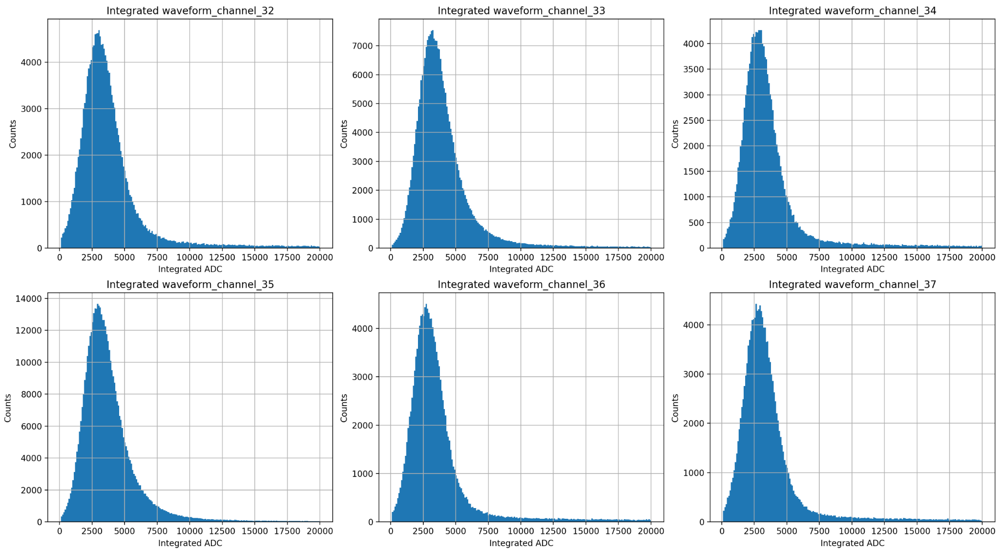 Integrated waveform_channel_32
4000
3000
2000
1000
0
Counts
0 2500 5000 7500 10000 12500 15000 17500 20000
Integrated ADC
Integrated waveform_channel_33
7000
6000
5000
4000
3000
2000
1000
0
Counts
0 2500 5000 7500 10000 12500 15000 17500 20000
Integrated ADC
Integrated waveform_channel_34
4000
3500
3000
2500
2000
1500
1000
500
0
Coutns
0 2500 5000 7500 10000 12500 15000 17500 20000
Integrated ADC
Integrated waveform_channel_35
14000
12000
10000
8000
6000
4000
2000
0
Counts
0 2500 5000 7500 10000 12500 15000 17500 20000
Integrated ADC
Integrated waveform_channel_36
4000
3000
2000
1000
0
Counts
0 2500 5000 7500 10000 12500 15000 17500 20000
Integrated ADC
Integrated waveform_channel_37
4000
3000
2000
1000
0
Counts
0 2500 5000 7500 10000 12500 15000 17500 20000
Integrated ADC